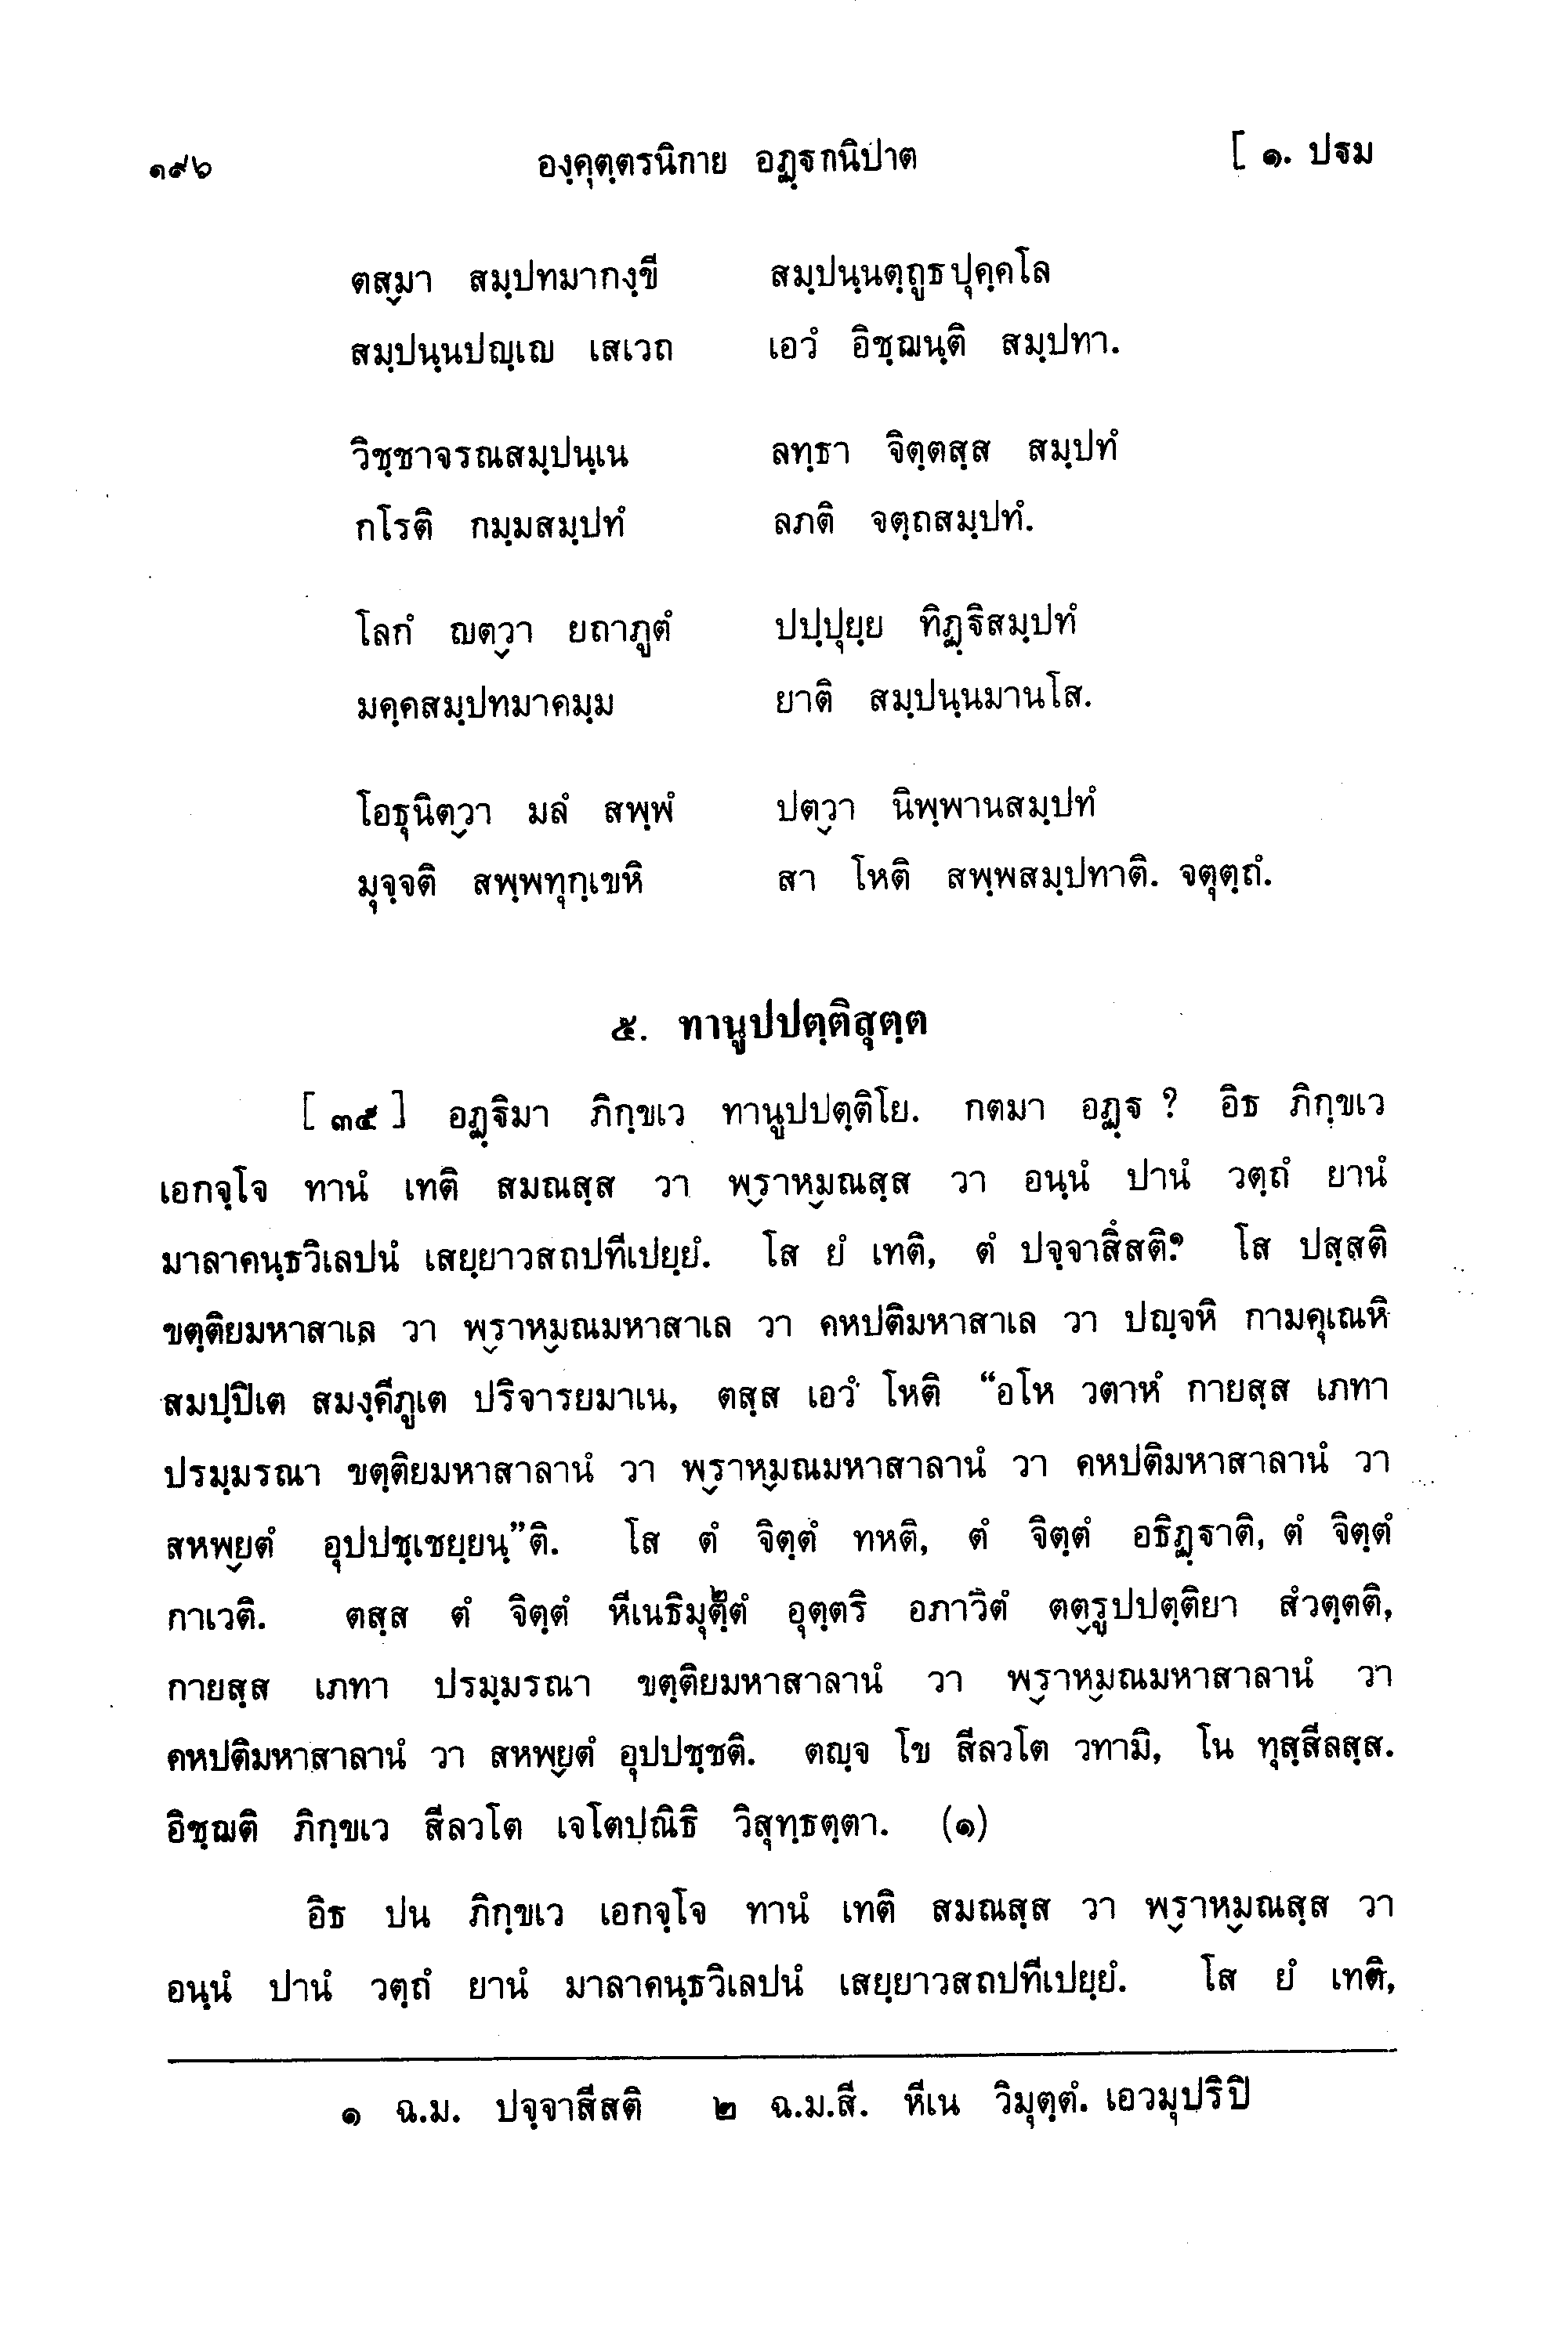 ๑๙๖ องฺคุตฺตรนิกาย อฏฺฐกนิปาต [ ๑. ปฐม
ตสฺมา สมฺปทมากงฺขี สมฺปนฺนตฺถูธปุคฺคโล
สมฺปนฺนปญฺเญ เสเวถ เอวํ อิชฺฌนฺติ สมฺปทา.
วิชฺชาจรณสมฺปนฺเน ลทฺธา จิตฺตสฺส สมฺปทํ
กโรติ กมฺมสมฺปทํ ลภติ จตฺถสมฺปทํ.
โลกํ ญตฺวา ยถาภูตํ ปปฺปุยฺย ทิฏฺฐิสมฺปทํ
มคฺคสมฺปทมาคมฺม ยาติ สมฺปนฺนมานโส.
โอธุนิตฺวา มลํ สพฺพํ ปตฺวา นิพฺพานสมฺปทํ
มุจฺจติ สพฺพทุกฺเขหิ สา โหติ สพฺพสมฺปทาติ. จตุตฺถํ.
๕. ทานูปปตฺติสุตฺต
[ ๓๕ ] อฏฺฐิมา ภิกฺขเว ทานูปปตฺติโย. กตมา อฏฺฐ ? อิธ ภิกฺขเว
เอกจฺโจ ทานํ เทติ สมณสฺส วา พฺราหฺมณสฺส วา อนฺนํ ปานํ วตฺถํ ยานํ
มาลาคนฺธวิเลปนํ เสยฺยาวสถปทีเปยฺยํ. โส ยํ เทติ, ตํ ปจฺจาสึสติ.๑ โส ปสฺสติ
ขตฺติยมหาสาเล วา พฺราหฺมณมหาสาเล วา คหปติมหาสาเล วา ปญฺจหิ กามคุเณหิ
สมปฺปิเต สมงฺคีภูเต ปริจารยมาเน, ตสฺส เอวํ โหติ “อโห วตาหํ กายสฺส เภทา
ปรมฺมรณา ขตฺติยมหาสาลานํ วา พฺราหฺมณมหาสาลานํ วา คหปติมหาสาลานํ วา
สหพฺยตํ อุปปชฺเชยฺยนฺ”ติ. โส ตํ จิตฺตํ ทหติ, ตํ จิตฺตํ อธิฏฺฐาติ, ตํ จิตฺตํ
ภาเวติ. ตสฺส ตํ จิตฺตํ หีเนธิมุตฺตํ๒ อุตฺตริ อภาวิตํ ตตฺรูปปตฺติยา สํวตฺตติ,
กายสฺส เภทา ปรมฺมรณา ขตฺติยมหาสาลานํ วา พฺราหฺมณมหาสาลานํ วา
คหปติมหาสาลานํ วา สหพฺยตํ อุปปชฺชติ. ตญฺจ โข สีลวโต วทามิ, โน ทุสฺสีลสฺส.
อิชฺฌติ ภิกฺขเว สีลวโต เจโตปณิธิ วิสุทฺธตฺตา. (๑)
อิธ ปน ภิกฺขเว เอกจฺโจ ทานํ เทติ สมณสฺส วา พฺราหฺมณสฺส วา
อนฺนํ ปานํ วตฺถํ ยานํ มาลาคนฺธวิเลปนํ เสยฺยาวสถปทีเปยฺยํ. โส ยํ เทติ,
๑ ฉ.ม. ปจฺจาสีสติ ๒ ฉ.ม.สี. หีเน วิมุตฺตํ. เอวมุปริปิ